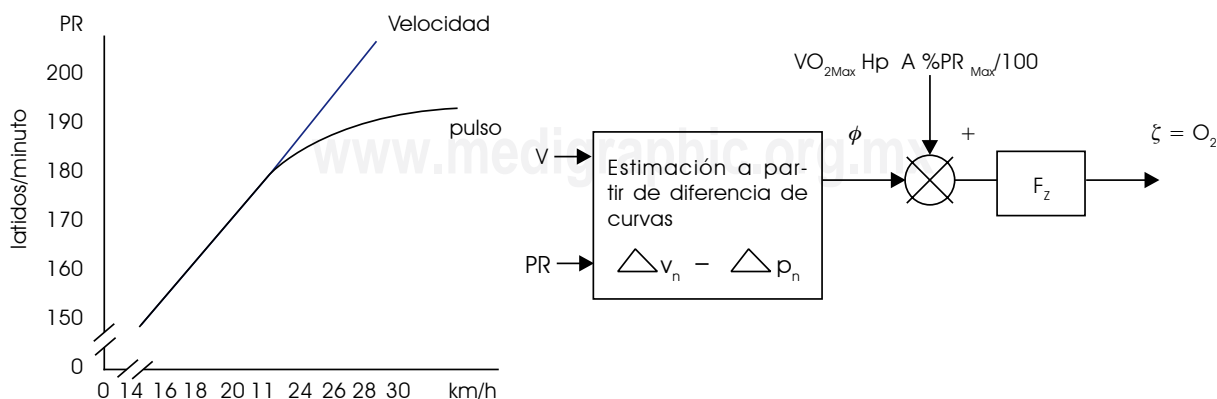 PR
Velocidad
200
190
pulso
180
170
160
150
0
latidos/minuto
0 14 16 18 20 11 24 26 28 30 km/h
www.medigraphic.org.mx
VO2Max Hp A %PR Max/100
V
PR
Estimación a par-
tir de diferencia de
curvas
△vn − △pn
ϕ
+
Fz
ζ = O2